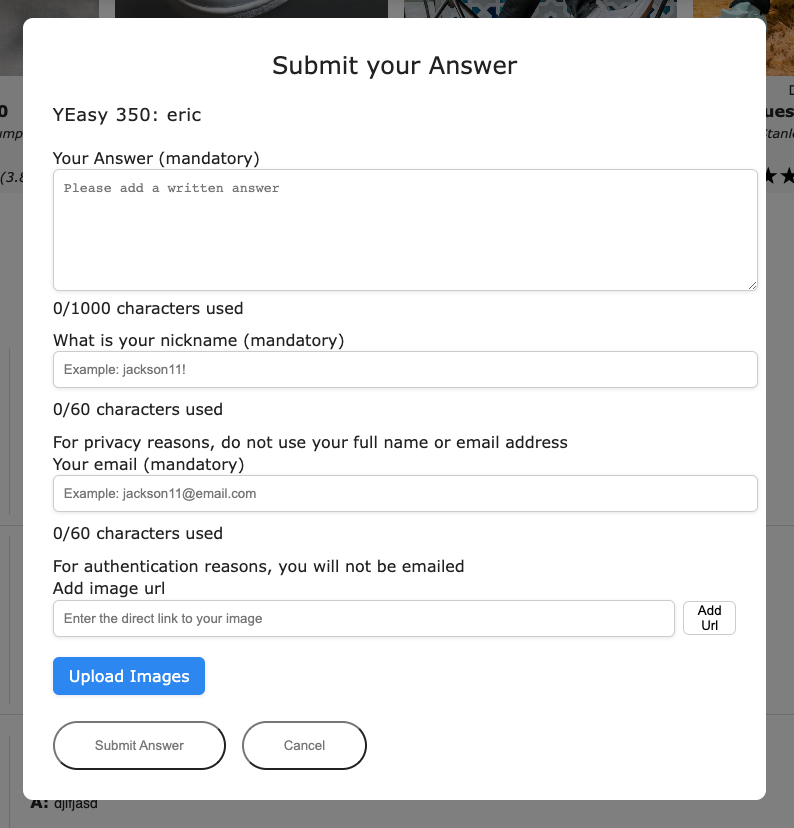 Submit your Answer
YEasy 350: eric
Your Answer (mandatory)
Please add a written answer
0/1000 characters used
What is your nickname (mandatory)
Example: jackson11!
0/60 characters used
For privacy reasons, do not use your full name or email address
Your email (mandatory)
Example: jackson11@email.com
0/60 characters used
For authentication reasons, you will not be emailed
Add image url
Enter the direct link to your image
Add
Url
Upload Images
Submit Answer
Cancel
A: